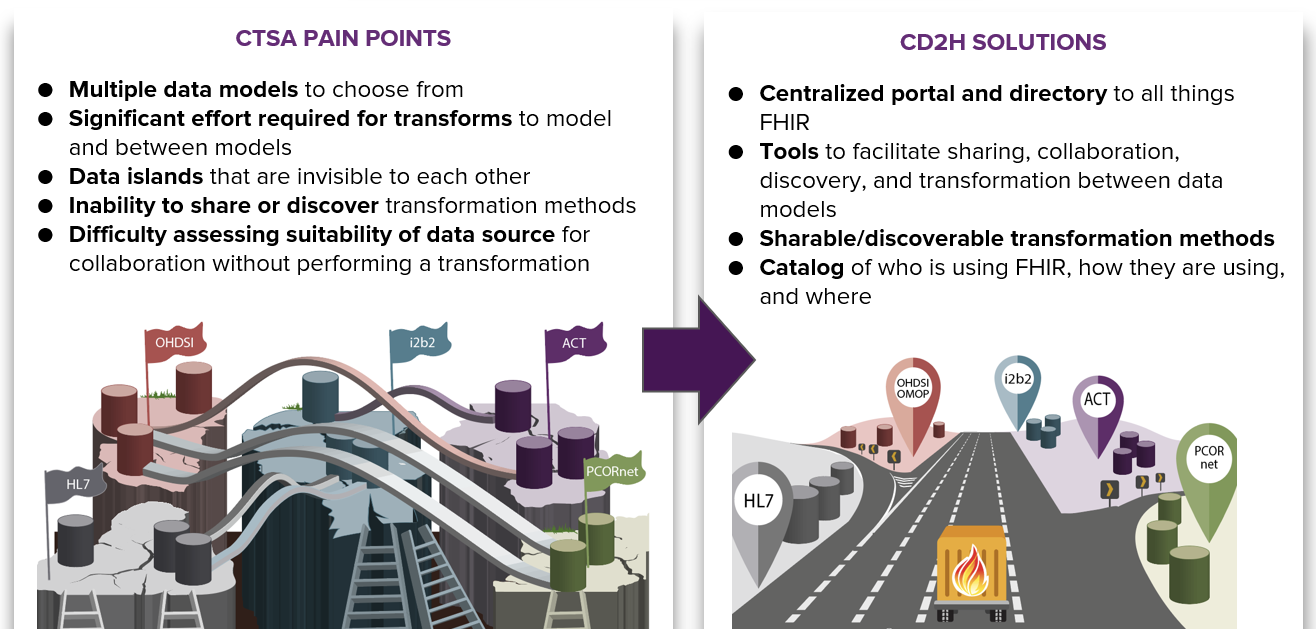 CTSA PAIN POINTS
● Multiple data models to choose from
● Significant effort required for transforms to model
and between models
● Data islands that are invisible to each other
● Inability to share or discover transformation methods
● Difficulty assessing suitability of data source for
collaboration without performing a transformation
OHDSI
i2b2
ACT
PCORnet
HL7
CD2H SOLUTIONS
● Centralized portal and directory to all things
FHIR
● Tools to facilitate sharing, collaboration,
discovery, and transformation between data
models
● Sharable/discoverable transformation methods
● Catalog of who is using FHIR, how they are using,
and where
OHDSI
OMOP
i2b2
ACT
PCOR
net
HL7